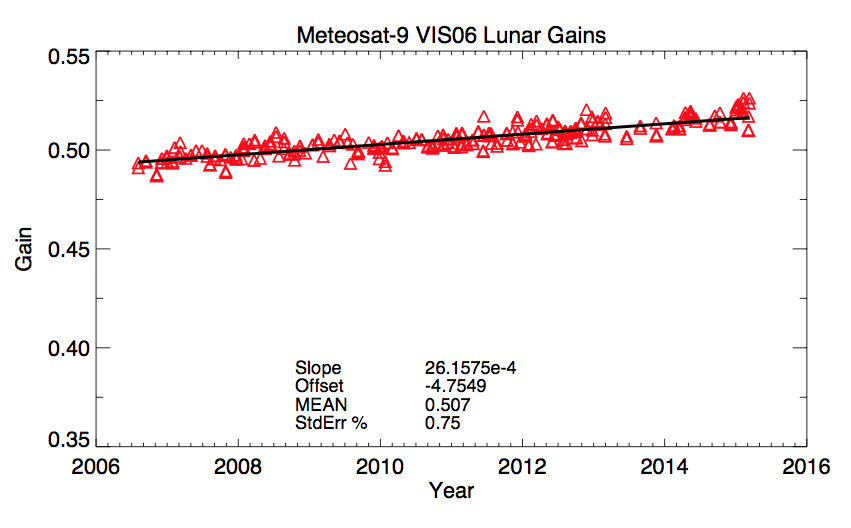 Meteosat-9 VIS06 Lunar Gains
0.55
0.50
0.45
0.40
0.35
Gain
Slope 26.1575e-4
Offset -4.7549
MEAN 0.507
StdErr % 0.75
2006 2008 2010 2012 2014 2016
Year